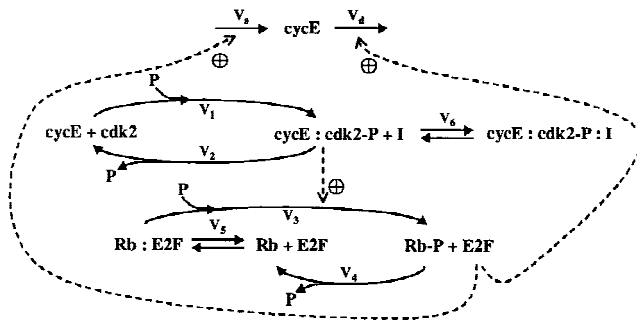 Vs cycE Vd
⊕ ⊕
P
V1 V6
cycE + cdk2 cycE : cdk2-P + I cycE : cdk2-P : I
V2
P
⊕
P
V3
V5
Rb : E2F Rb + E2F Rb-P + E2F
V4
P